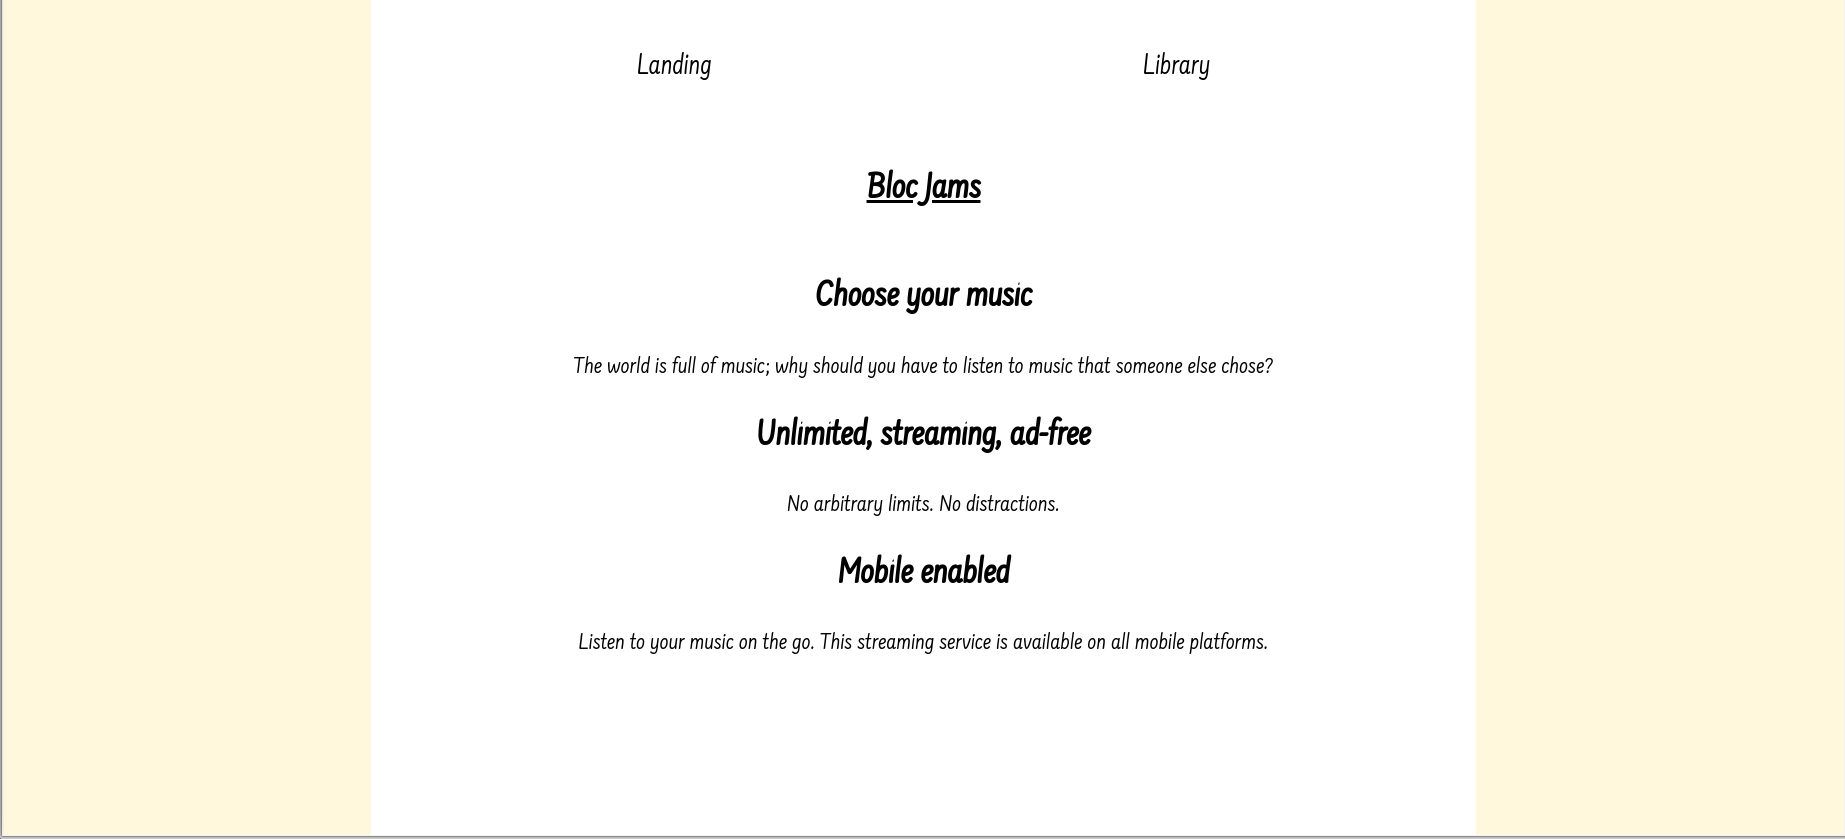 Landing Library
Bloc Jams
Choose your music
The world is full of music; why should you have to listen to music that someone else chose?
Unlimited, streaming, ad-free
No arbitrary limits. No distractions.
Mobile enabled
Listen to your music on the go. This streaming service is available on all mobile platforms.